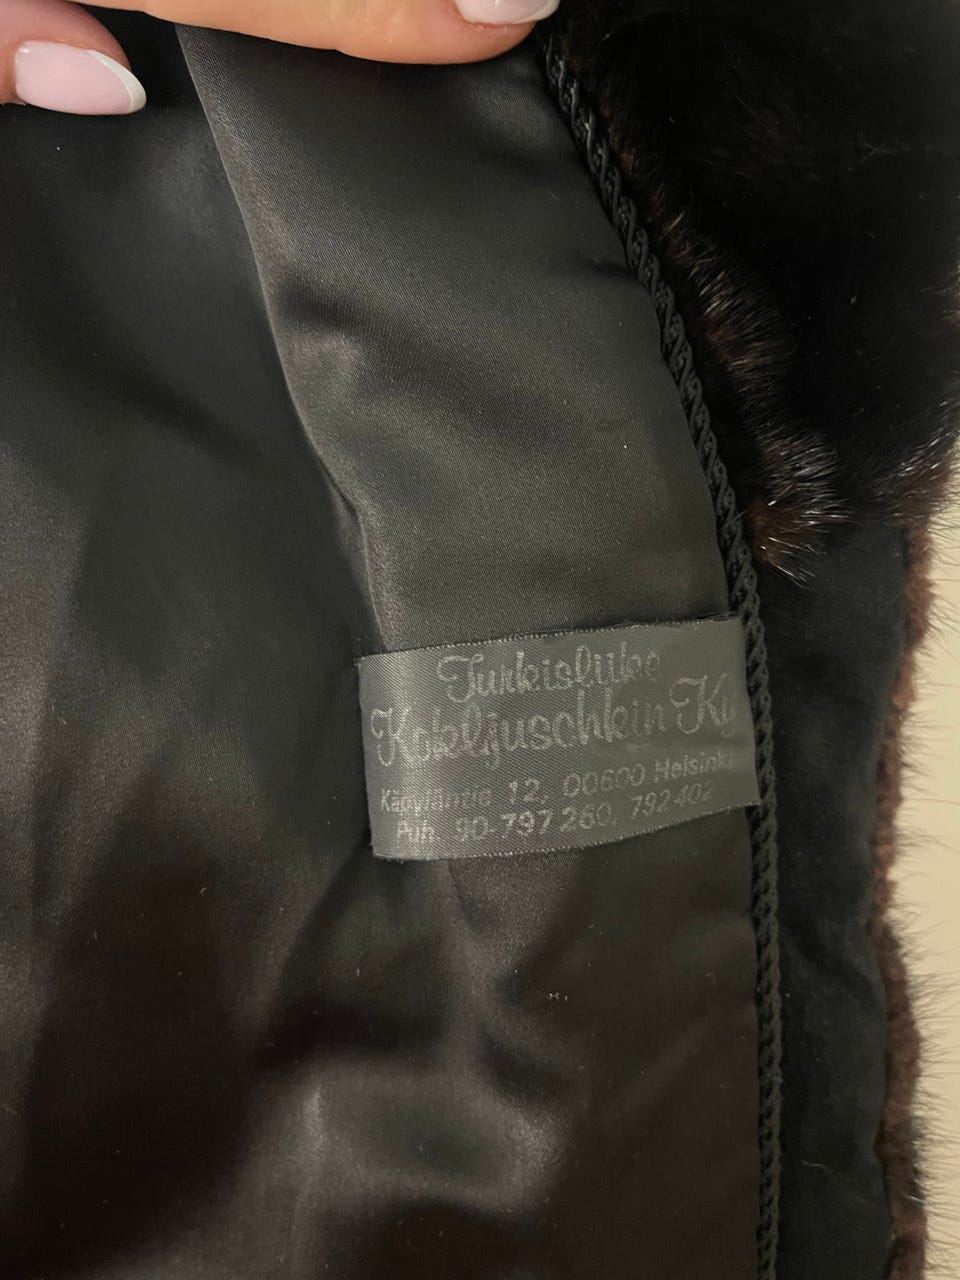 Turkisliike
Kokljuschkin Ky
Käpyläntie 12, 00600 Helsinki
Puh. 90-797 260, 792 402